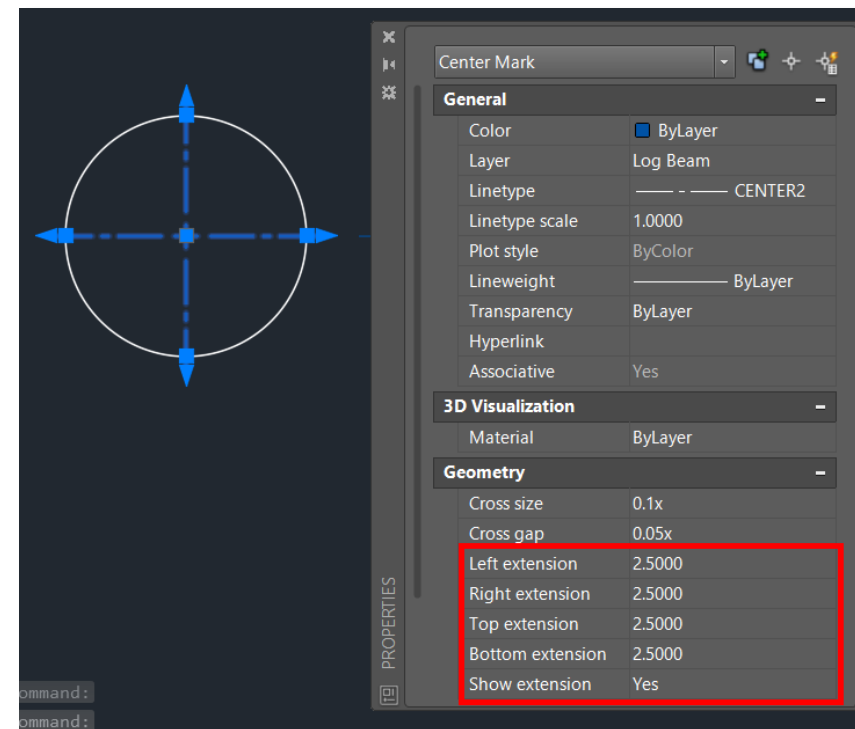 Center Mark
General
Color ByLayer
Layer Log Beam
Linetype CENTER2
Linetype scale 1.0000
Plot style ByColor
Lineweight ByLayer
Transparency ByLayer
Hyperlink
Associative Yes
3D Visualization
Material ByLayer
Geometry
Cross size 0.1x
Cross gap 0.05x
Left extension 2.5000
Right extension 2.5000
Top extension 2.5000
Bottom extension 2.5000
Show extension Yes
PROPERTIES
ommand:
ommand: